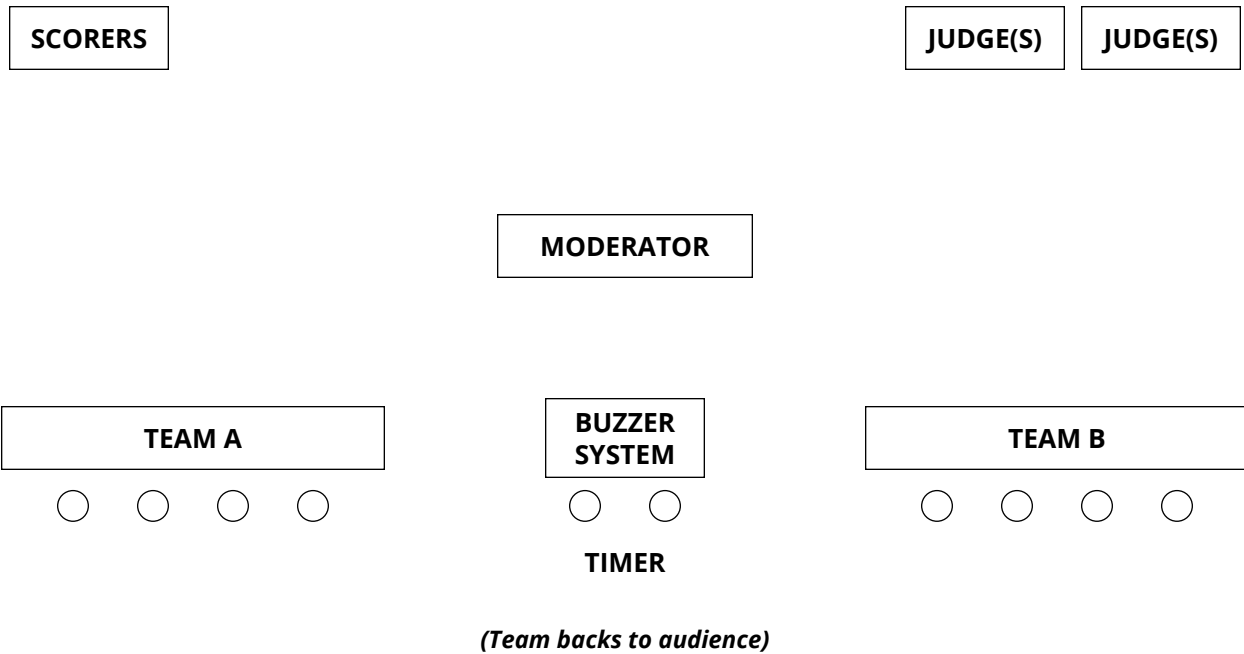 SCORERS
JUDGE(S)
JUDGE(S)
MODERATOR
TEAM A
BUZZER
SYSTEM
TEAM B
TIMER
(Team backs to audience)